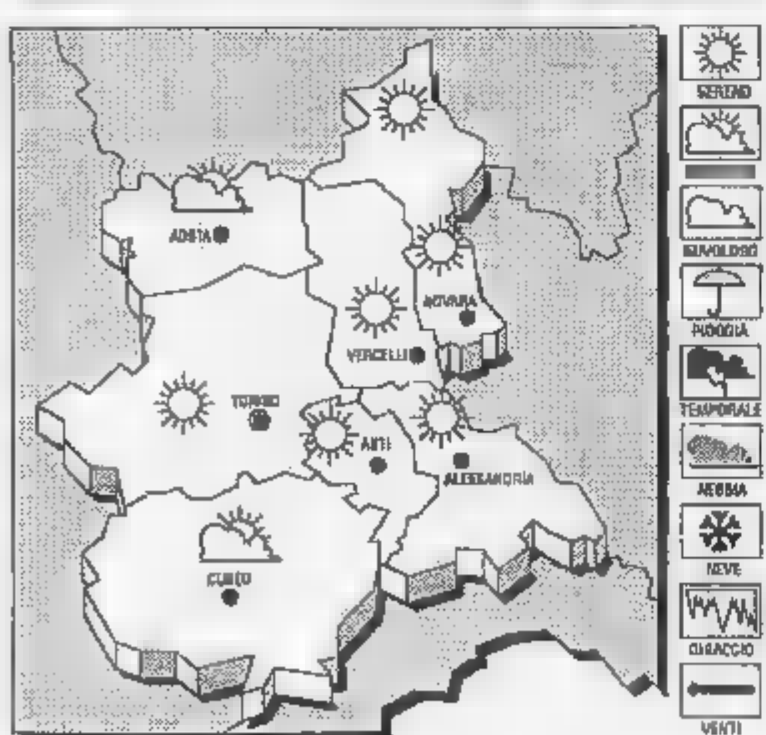 SERENO
NUVOLOSO
PIOGGIA
TEMPORALE
NEBBIA
NEVE
GHIACCIO
VENTI
AOSTA
NOVARA
VERCELLI
TORINO
ASTI
ALESSANDRIA
CUNEO